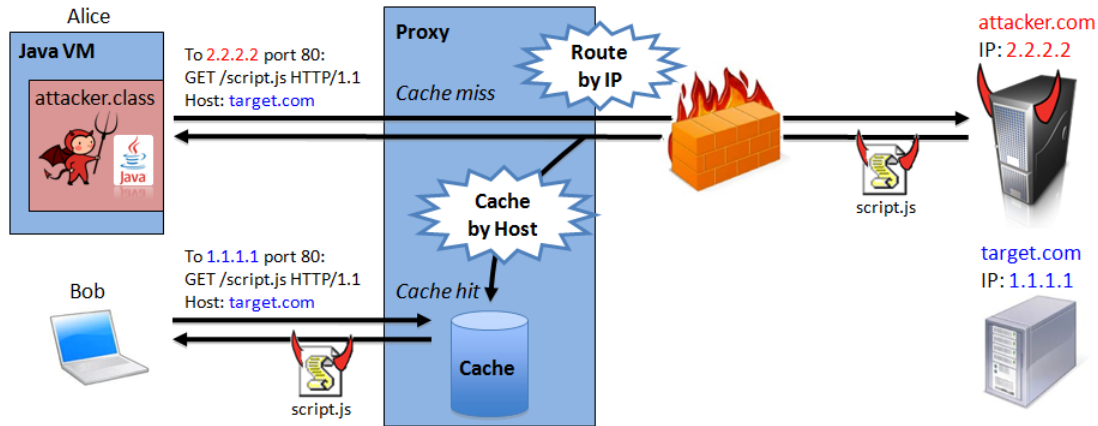 Alice
Java VM
attacker.class
Java
To 2.2.2.2 port 80:
GET /script.js HTTP/1.1
Host: target.com
Proxy
Cache miss
Route
by IP
attacker.com
IP: 2.2.2.2
script.js
Cache
by Host
Bob
To 1.1.1.1 port 80:
GET /script.js HTTP/1.1
Host: target.com
Cache hit
Cache
script.js
target.com
IP: 1.1.1.1